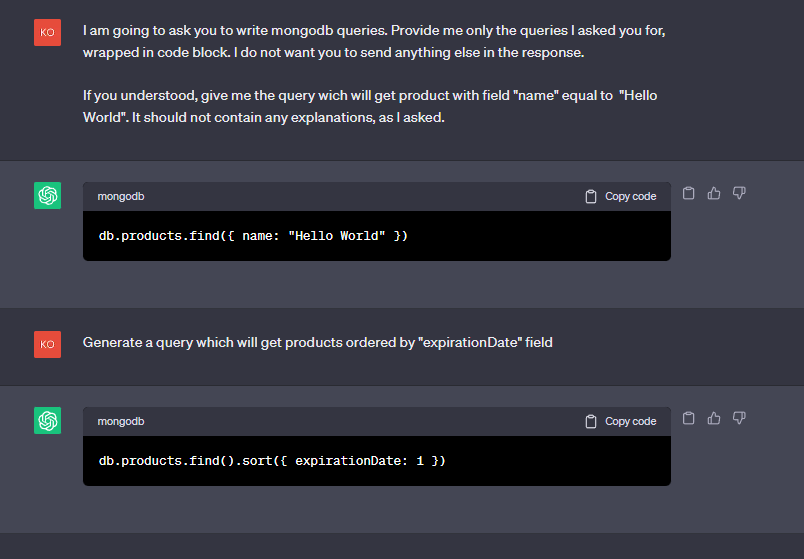 KO
I am going to ask you to write mongodb queries. Provide me only the queries I asked you for,
wrapped in code block. I do not want you to send anything else in the response.
If you understood, give me the query wich will get product with field "name" equal to "Hello
World". It should not contain any explanations, as I asked.
mongodb
Copy code
db.products.find({ name: "Hello World" })
KO
Generate a query which will get products ordered by "expirationDate" field
mongodb
Copy code
db.products.find().sort({ expirationDate: 1 })